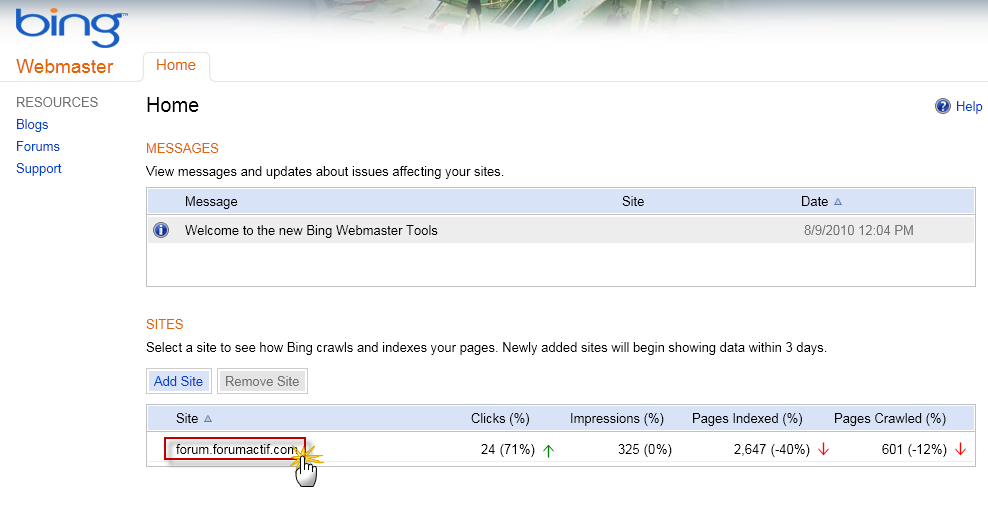 bing™
Webmaster
Home
RESOURCES
Blogs
Forums
Support
Home
Help
MESSAGES
View messages and updates about issues affecting your sites.
Message Site Date
Welcome to the new Bing Webmaster Tools 8/9/2010 12:04 PM
SITES
Select a site to see how Bing crawls and indexes your pages. Newly added sites will begin showing data within 3 days.
Add Site Remove Site
Site Clicks (%) Impressions (%) Pages Indexed (%) Pages Crawled (%)
forum.forumactif.com 24 (71%) 325 (0%) 2,647 (-40%) 601 (-12%)